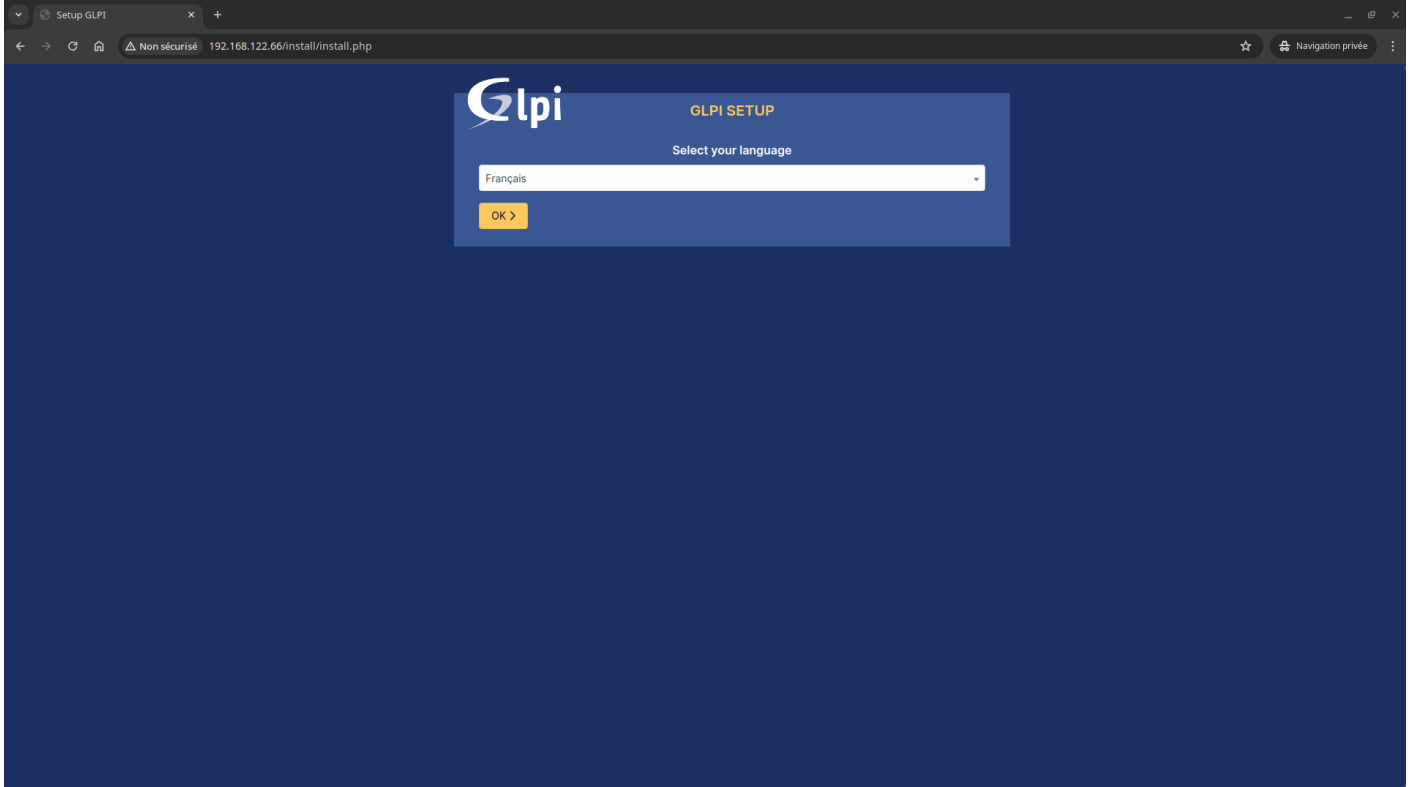 Setup GLPI
Non sécurisé 192.168.122.66/install/install.php
Navigation privée
Glpi
GLPI SETUP
Select your language
Français
OK